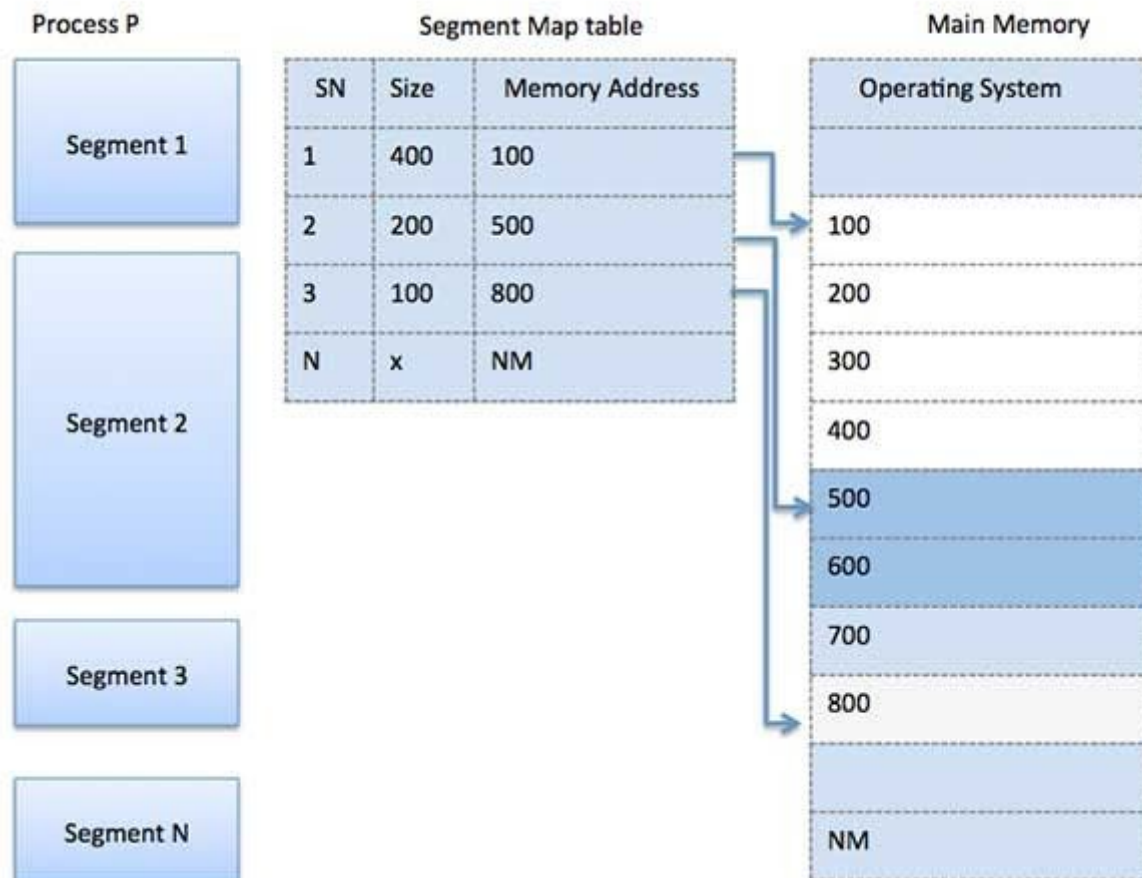 Process P
Segment 1
Segment 2
Segment 3
Segment N
Segment Map table
SN Size Memory Address
1 400 100
2 200 500
3 100 800
N x NM
Main Memory
Operating System
100
200
300
400
500
600
700
800
NM